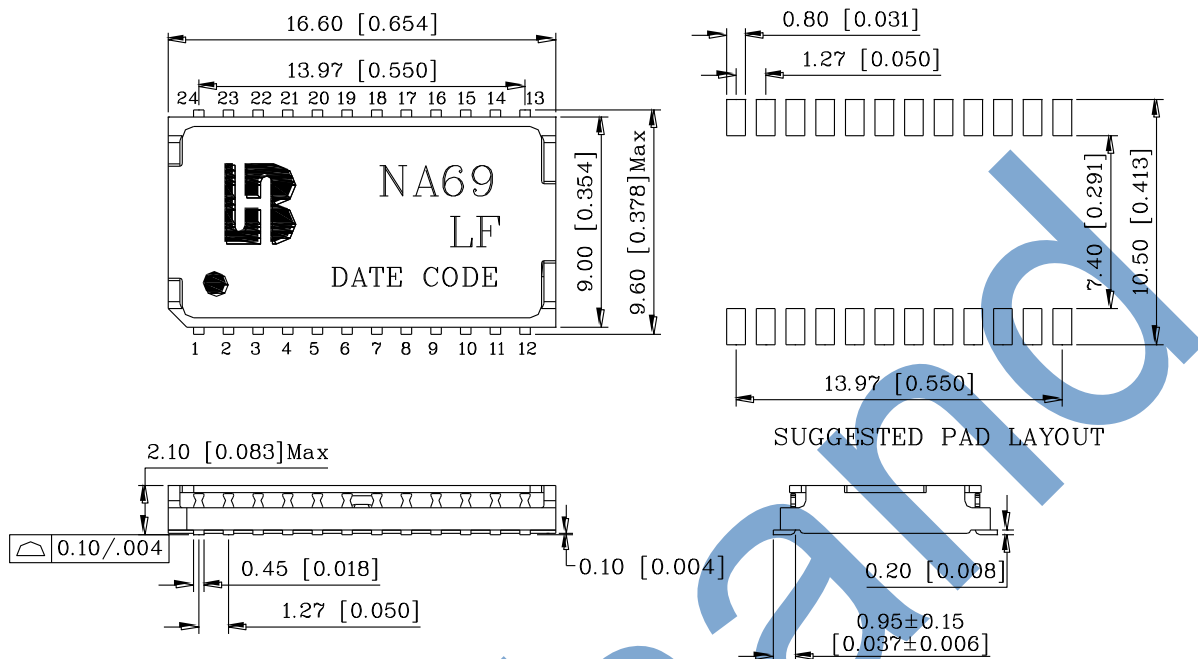 16.60 [0.654]
13.97 [0.550]
24 23 22 21 20 19 18 17 16 15 14 13
NA69
LF
DATE CODE
1 2 3 4 5 6 7 8 9 10 11 12
9.00 [0.354]
9.60 [0.378]Max
0.80 [0.031]
1.27 [0.050]
7.40 [0.291]
10.50 [0.413]
13.97 [0.550]
SUGGESTED PAD LAYOUT
2.10 [0.083]Max
0.10/.004
0.45 [0.018]
1.27 [0.050]
0.10 [0.004]
0.20 [0.008]
0.95±0.15
[0.037±0.006]
and